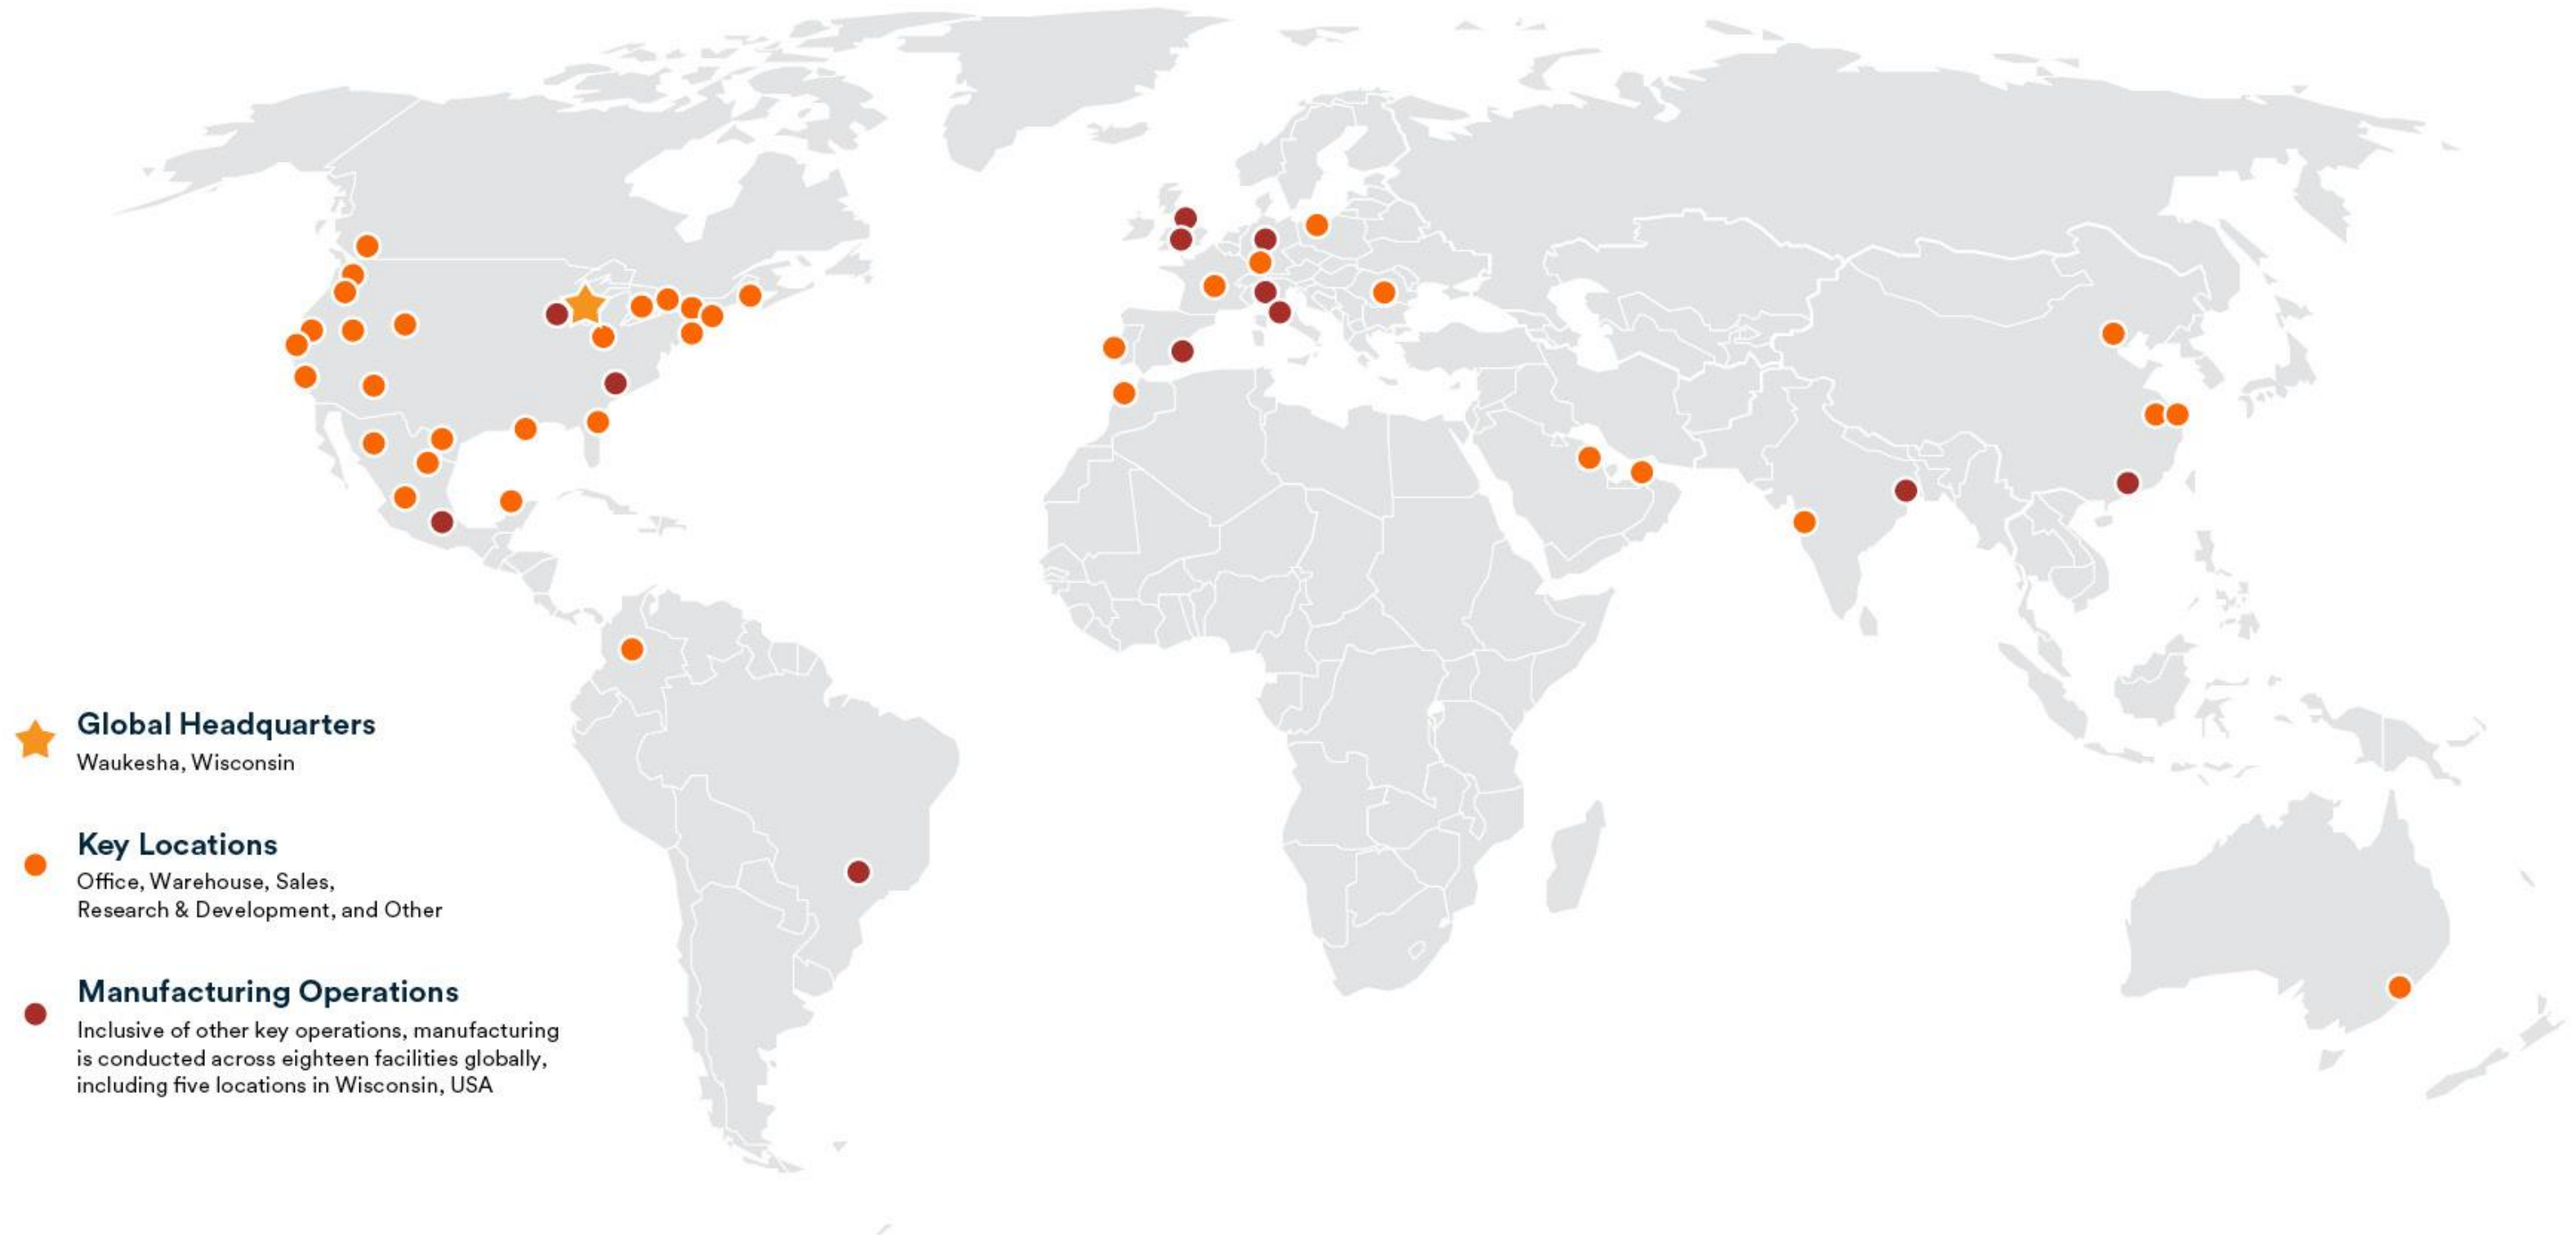 Global Headquarters
Waukesha, Wisconsin
Key Locations
Office, Warehouse, Sales,
Research & Development, and Other
Manufacturing Operations
Inclusive of other key operations, manufacturing
is conducted across eighteen facilities globally,
including five locations in Wisconsin, USA